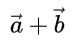 a⃗ + b⃗